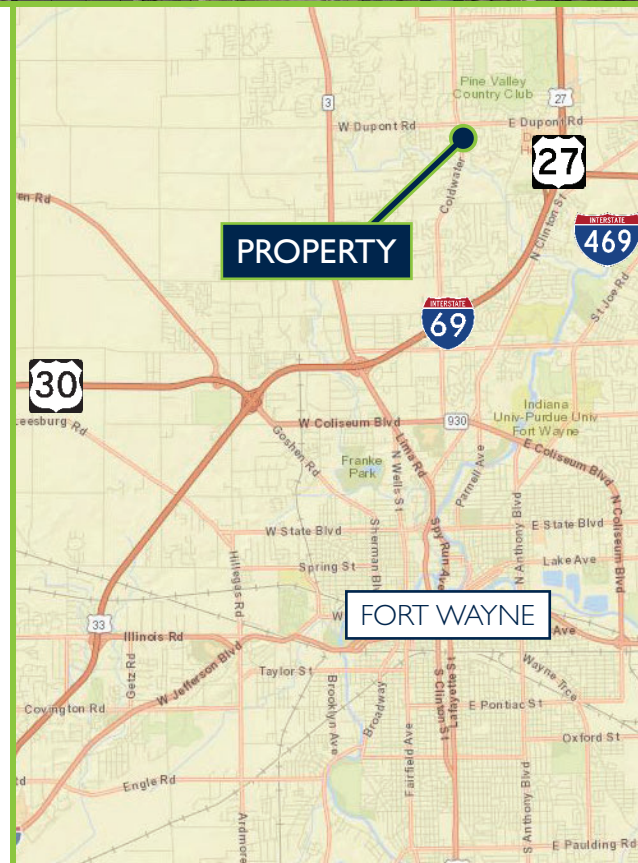 Pine Valley
Country Club
3
27
W Dupont Rd
E Dupont Rd
27
Coldwater
PROPERTY
N Clinton St
INTERSTATE
469
St Joe Rd
INTERSTATE
69
30
Leesburg Rd
Goshen Rd
W Coliseum Blvd
930
Indiana
Univ-Purdue Univ
Fort Wayne
E Coliseum Blvd
Lima Rd
N Wells St
Franke
Park
Parnell Ave
N Coliseum Blvd
W State Blvd
Sherman Bl
Spy Run Ave
N Anthony Blvd
E State Blvd
Hillegas Rd
Spring St
Lake Ave
FORT WAYNE
W
Ave
33
Illinois Rd
Getz Rd
W Jefferson Blvd
Taylor St
Brooklyn Ave
Broadway
S Clinton St
Lafayette St
Wayne Trce
Covington Rd
E Pontiac St
Oxford St
Fairfield Ave
Engle Rd
Ardmore
S Anthony Blvd
E Paulding Rd